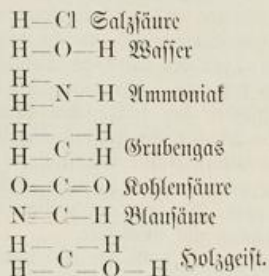 H—Cl Salzſäure
H—O—H Waſſer
H—
H—N—H Ammoniak
H— —H
H—C—H Grubengas
O=C=O Kohlenſäure
N≡C—H Blauſäure
H— —H
H—C—O—H Holzgeiſt.